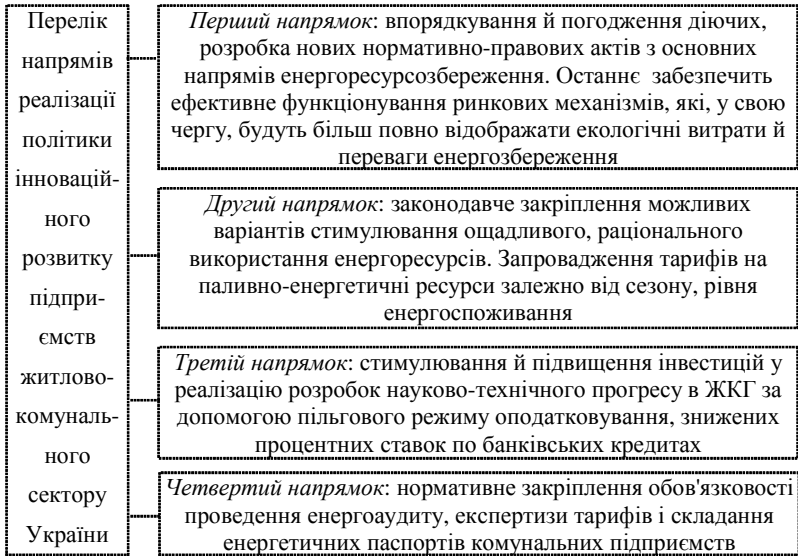 Перелік
напрямів
реалізації
політики
інновацій-
ного
розвитку
підпри-
ємств
житлово-
комуналь-
ного
сектору
України
Перший напрямок: впорядкування й погодження діючих,
розробка нових нормативно-правових актів з основних
напрямів енергоресурсозбереження. Останнє забезпечить
ефективне функціонування ринкових механізмів, які, у свою
чергу, будуть більш повно відображати екологічні витрати й
переваги енергозбереження
Другий напрямок: законодавче закріплення можливих
варіантів стимулювання ощадливого, раціонального
використання енергоресурсів. Запровадження тарифів на
паливно-енергетичні ресурси залежно від сезону, рівня
енергоспоживання
Третій напрямок: стимулювання й підвищення інвестицій у
реалізацію розробок науково-технічного прогресу в ЖКГ за
допомогою пільгового режиму оподатковування, знижених
процентних ставок по банківських кредитах
Четвертий напрямок: нормативне закріплення обов'язковості
проведення енергоаудиту, експертизи тарифів і складання
енергетичних паспортів комунальних підприємств